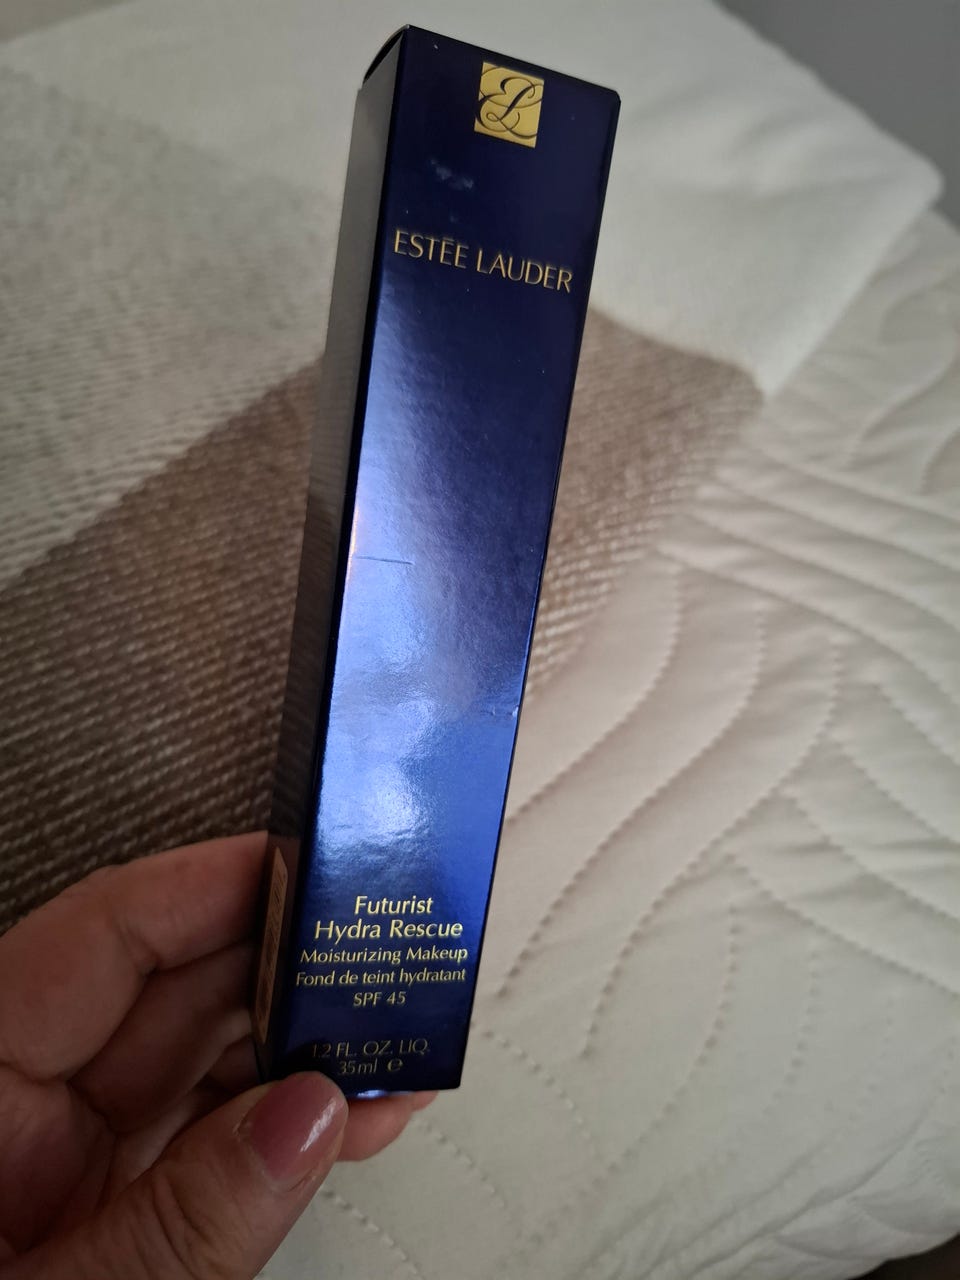 ESTĒE LAUDER
Futurist
Hydra Rescue
Moisturizing Makeup
Fond de teint hydratant
SPF 45
1.2 FL. OZ. LIQ.
35ml ℮